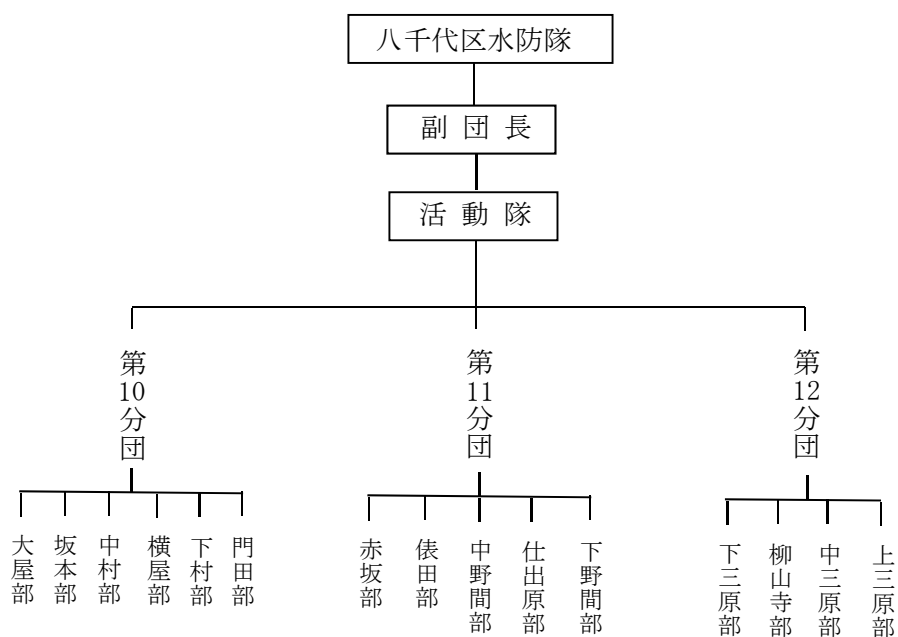 八千代区水防隊
副団長
活動隊
第10分団
第11分団
第12分団
大屋部
坂本部
中村部
横屋部
下村部
門田部
赤坂部
俵田部
中野間部
仕出原部
下野間部
下三原部
柳山寺部
中三原部
上三原部